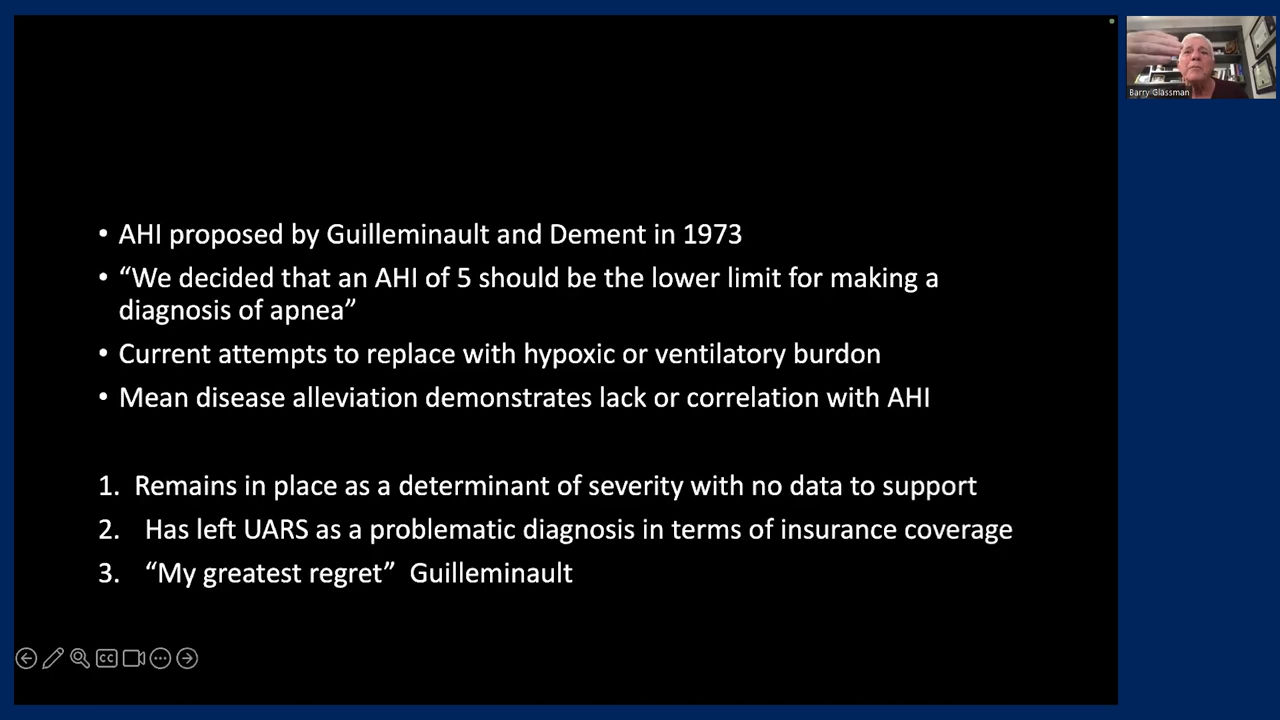 Barry Glassman
• AHI proposed by Guilleminault and Dement in 1973
• “We decided that an AHI of 5 should be the lower limit for making a
diagnosis of apnea”
• Current attempts to replace with hypoxic or ventilatory burdon
• Mean disease alleviation demonstrates lack or correlation with AHI
1. Remains in place as a determinant of severity with no data to support
2. Has left UARS as a problematic diagnosis in terms of insurance coverage
3. “My greatest regret” Guilleminault
CC